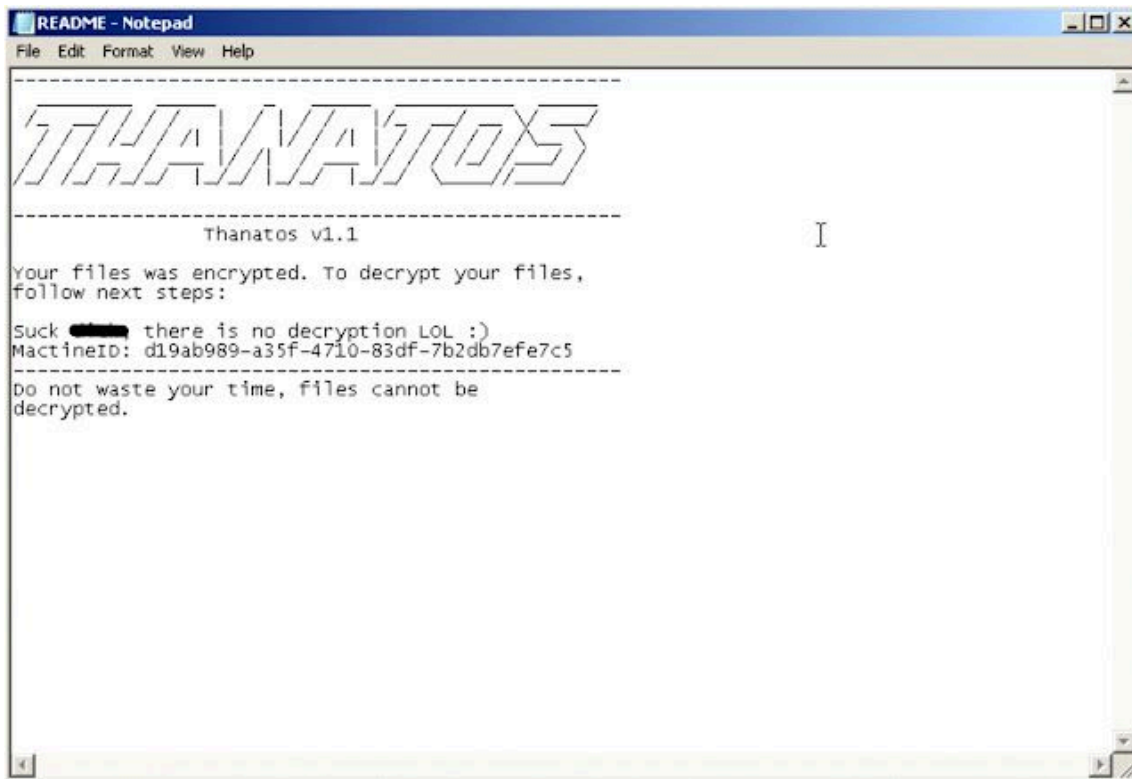 README - Notepad
File Edit Format View Help
------------------------------------------------------
THANATOS
------------------------------------------------------
Thanatos v1.1
Your files was encrypted. To decrypt your files,
follow next steps:
Suck there is no decryption LOL :)
MactineID: d19ab989-a35f-4710-83df-7b2db7efe7c5
------------------------------------------------------
Do not waste your time, files cannot be
decrypted.